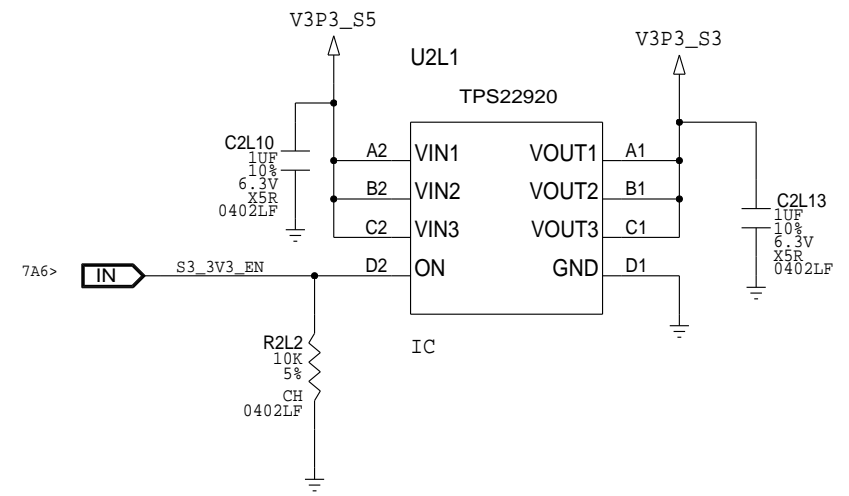 V3P3_S5
V3P3_S3
U2L1
TPS22920
C2L10
1UF
10%
6.3V
X5R
0402LF
A2 VIN1 VOUT1 A1
B2 VIN2 VOUT2 B1
C2 VIN3 VOUT3 C1
C2L13
1UF
10%
6.3V
X5R
0402LF
7A6> IN S3_3V3_EN D2 ON GND D1
R2L2
10K
5%
CH
0402LF
IC